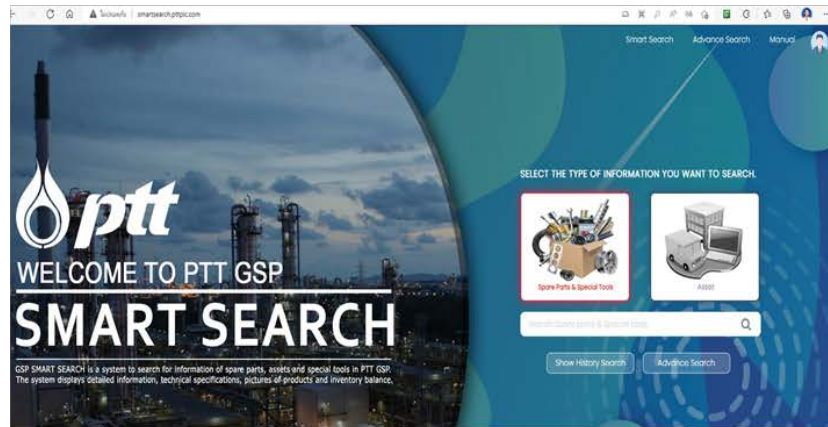 ไม่ปลอดภัย smartsearch.pttplc.com
Smart Search Advance Search Manual
ptt
WELCOME TO PTT GSP
SMART SEARCH
GSP SMART SEARCH is a system to search for information of spare parts, assets and special tools in PTT GSP.
The system displays detailed information, technical specifications, pictures of products and inventory balance.
SELECT THE TYPE OF INFORMATION YOU WANT TO SEARCH.
Spare Parts & Special Tools
Asset
Search Spare parts & Special Tools
Show History Search
Advance Search